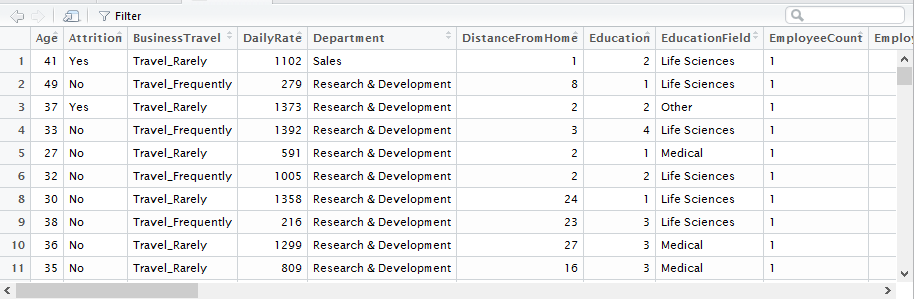 Filter
Age Attrition BusinessTravel DailyRate Department DistanceFromHome Education EducationField EmployeeCount Employ
1 41 Yes Travel_Rarely 1102 Sales 1 2 Life Sciences 1
2 49 No Travel_Frequently 279 Research & Development 8 1 Life Sciences 1
3 37 Yes Travel_Rarely 1373 Research & Development 2 2 Other 1
4 33 No Travel_Frequently 1392 Research & Development 3 4 Life Sciences 1
5 27 No Travel_Rarely 591 Research & Development 2 1 Medical 1
6 32 No Travel_Frequently 1005 Research & Development 2 2 Life Sciences 1
8 30 No Travel_Rarely 1358 Research & Development 24 1 Life Sciences 1
9 38 No Travel_Frequently 216 Research & Development 23 3 Life Sciences 1
10 36 No Travel_Rarely 1299 Research & Development 27 3 Medical 1
11 35 No Travel_Rarely 809 Research & Development 16 3 Medical 1